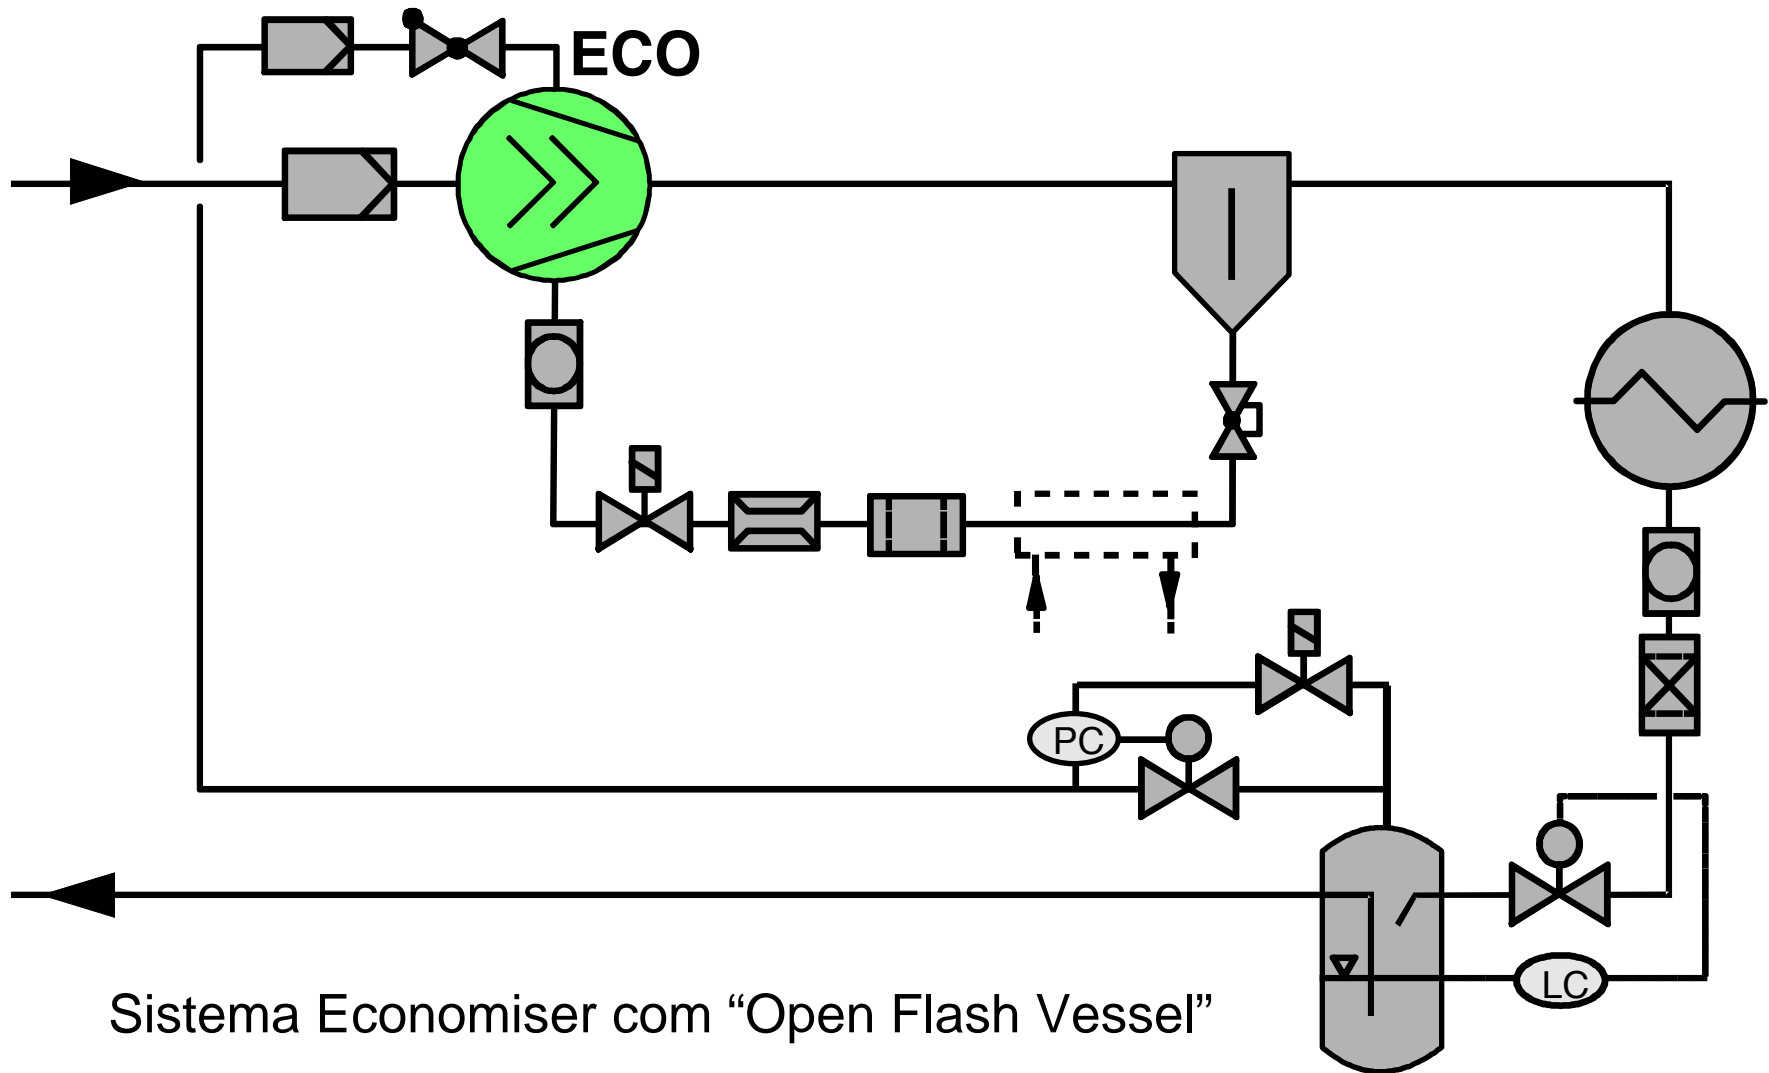 ECO
PC
LC
Sistema Economiser com “Open Flash Vessel”